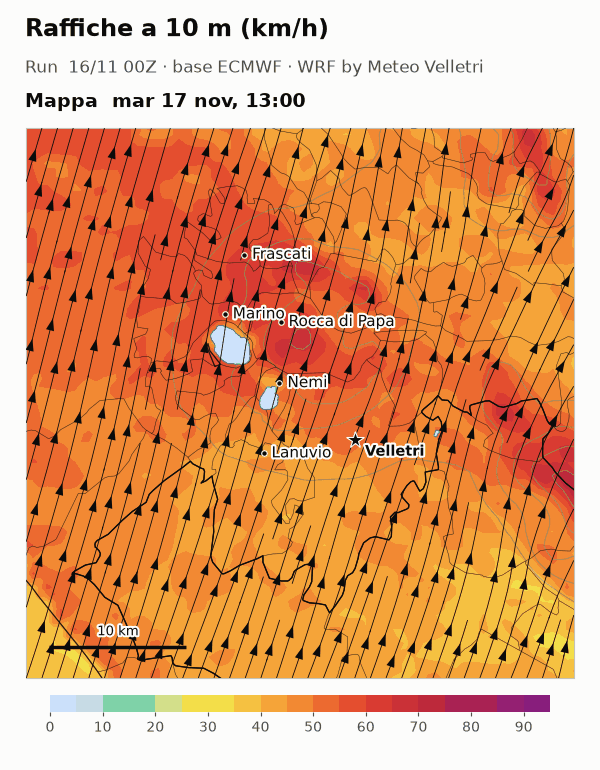 Raffiche a 10 m (km/h)
Run 16/11 00Z · base ECMWF · WRF by Meteo Velletri
Mappa mar 17 nov, 13:00
Frascati
Marino
Rocca di Papa
Nemi
Velletri
Lanuvio
10 km
0 10 20 30 40 50 60 70 80 90